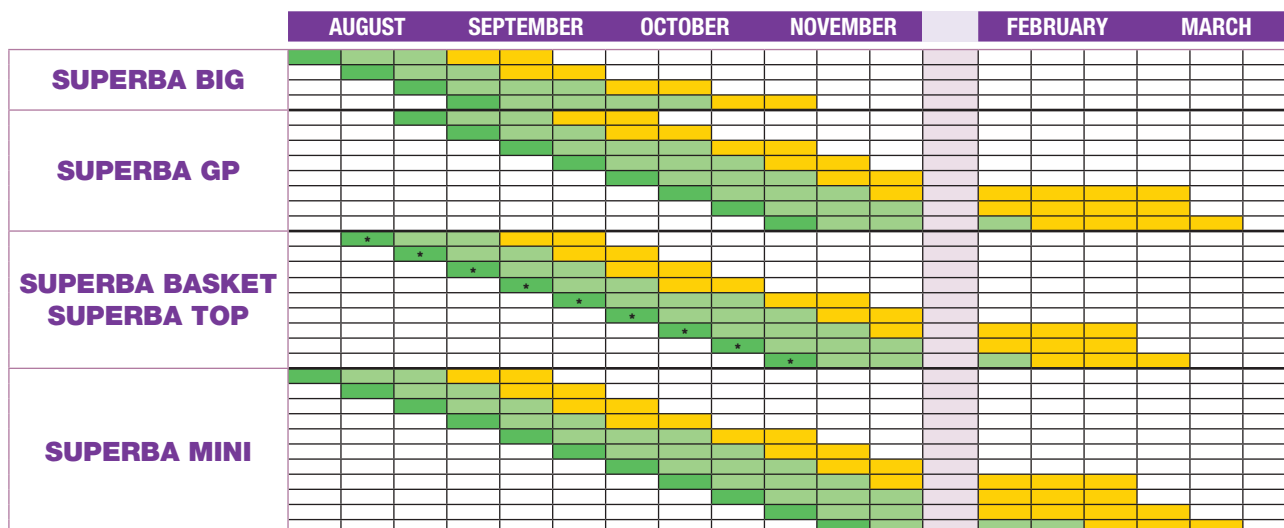 AUGUST SEPTEMBER OCTOBER NOVEMBER FEBRUARY MARCH
SUPERBA BIG
SUPERBA GP
*
*
*
SUPERBA BASKET
*
*
SUPERBA TOP
*
*
*
*
SUPERBA MINI